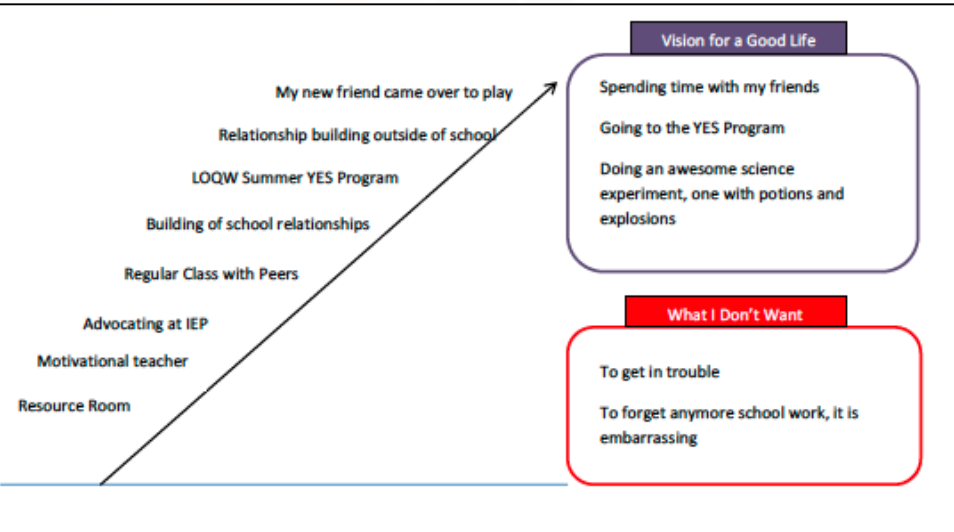 Vision for a Good Life
Spending time with my friends
Going to the YES Program
Doing an awesome science
experiment, one with potions and
explosions
My new friend came over to play
Relationship building outside of school
LOQW Summer YES Program
Building of school relationships
Regular Class with Peers
Advocating at IEP
Motivational teacher
Resource Room
What I Don't Want
To get in trouble
To forget anymore school work, it is
embarrassing